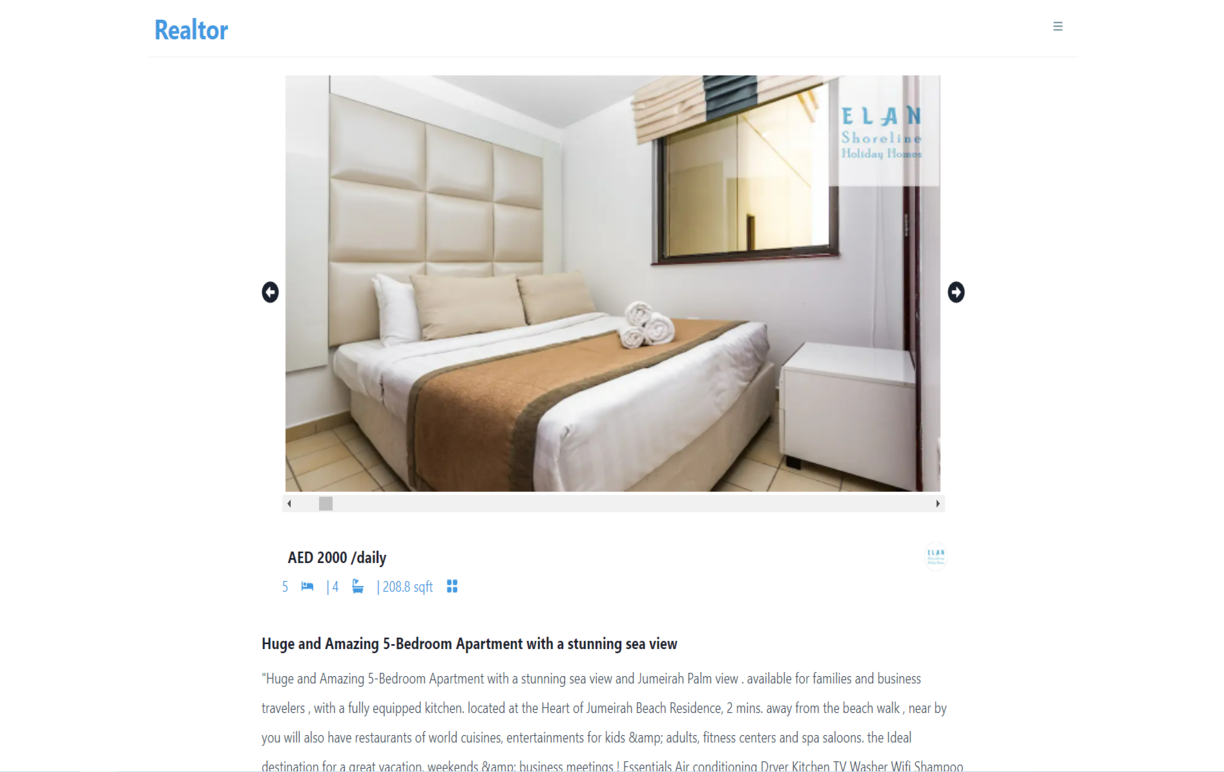 Realtor
ELAN
Shoreline
Holiday Homes
AED 2000 /daily
ELAN
5 | 4 | 208.8 sqft
Huge and Amazing 5-Bedroom Apartment with a stunning sea view
"Huge and Amazing 5-Bedroom Apartment with a stunning sea view and Jumeirah Palm view . available for families and business
travelers , with a fully equipped kitchen. located at the Heart of Jumeirah Beach Residence, 2 mins. away from the beach walk , near by
you will also have restaurants of world cuisines, entertainments for kids &amp; adults, fitness centers and spa saloons. the Ideal
destination for a great vacation, weekends &amp; business meetings ! Essentials Air conditioning Dryer Kitchen TV Washer Wifi Shampoo